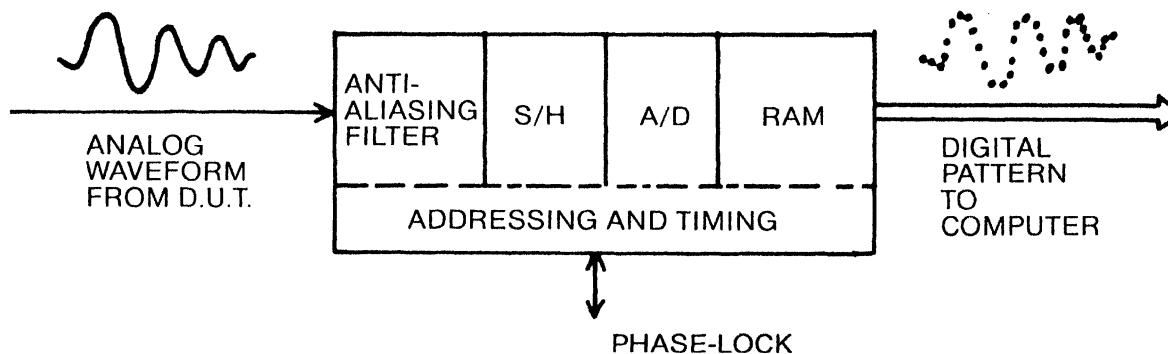 ANTI-
ALIASING
FILTER
S/H
A/D
RAM
ANALOG
WAVEFORM
FROM D.U.T.
DIGITAL
PATTERN
TO
COMPUTER
ADDRESSING AND TIMING
PHASE-LOCK